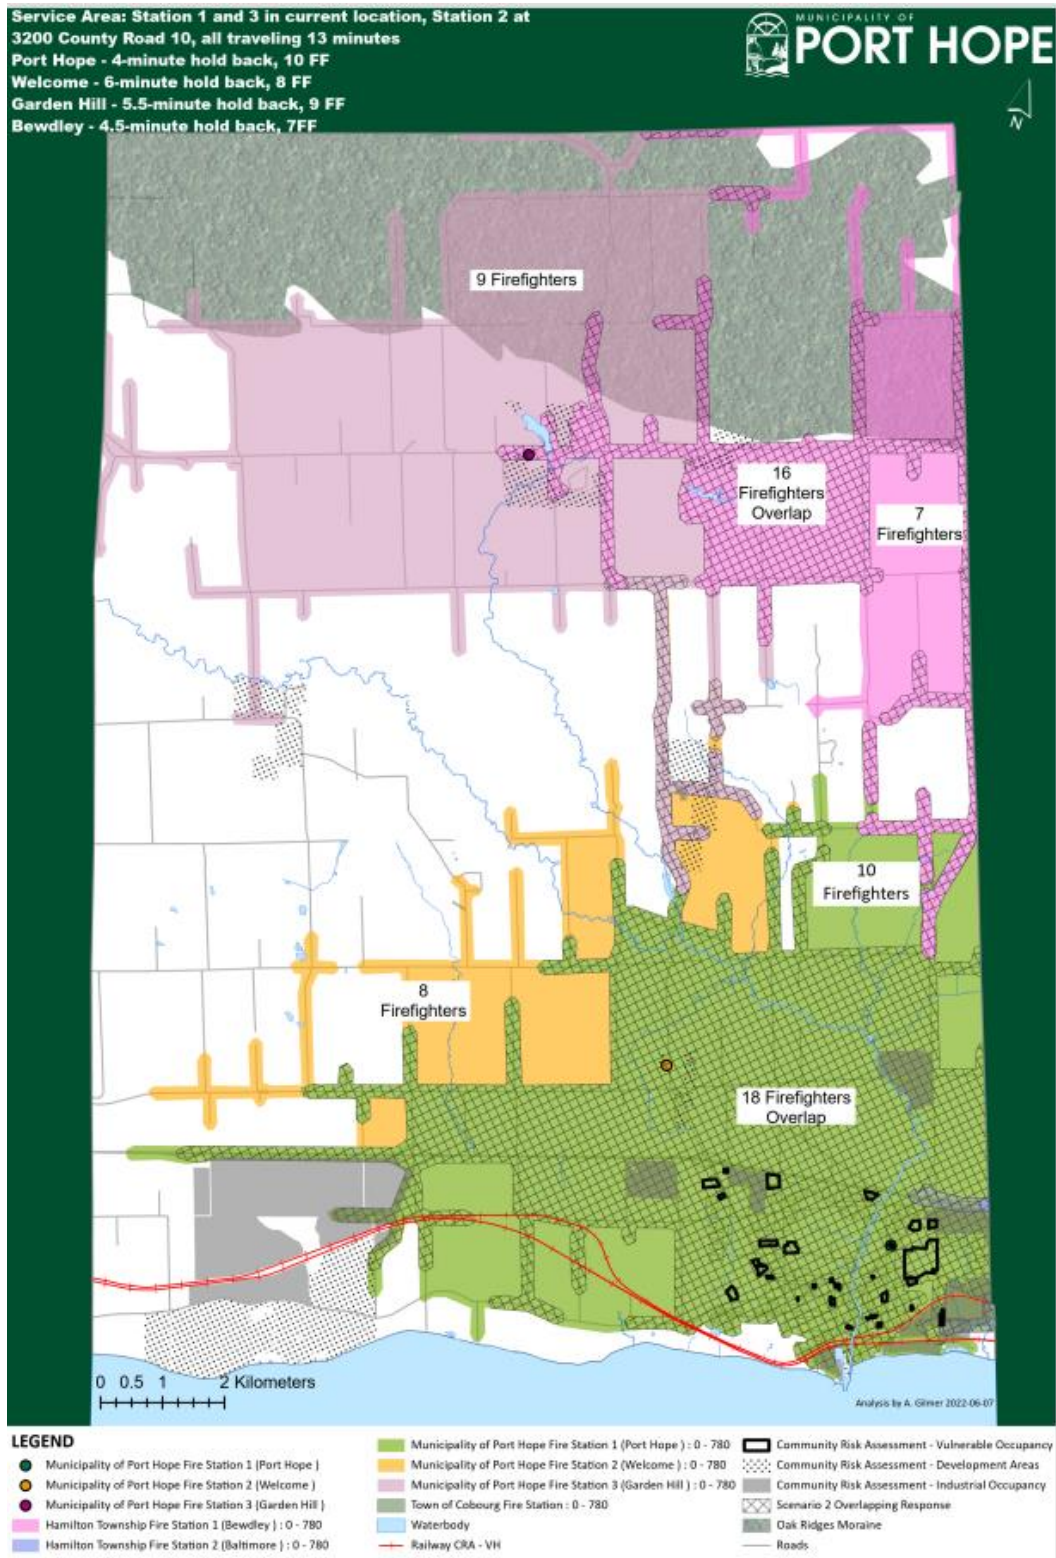 Service Area: Station 1 and 3 in current location, Station 2 at
3200 County Road 10, all traveling 13 minutes
Port Hope - 4-minute hold back, 10 FF
Welcome - 6-minute hold back, 8 FF
Garden Hill - 5.5-minute hold back, 9 FF
Bewdley - 4.5-minute hold back, 7FF
MUNICIPALITY OF
PORT HOPE
N
9 Firefighters
16
Firefighters
Overlap
7
Firefighters
10
Firefighters
8
Firefighters
18 Firefighters
Overlap
0 0.5 1 2 Kilometers
Analysis by A. Gilmer 2022-06-07
LEGEND
Municipality of Port Hope Fire Station 1 (Port Hope )
Municipality of Port Hope Fire Station 2 (Welcome )
Municipality of Port Hope Fire Station 3 (Garden Hill )
Hamilton Township Fire Station 1 (Bewdley ) : 0 - 780
Hamilton Township Fire Station 2 (Baltimore ) : 0 - 780
Municipality of Port Hope Fire Station 1 (Port Hope ) : 0 - 780
Municipality of Port Hope Fire Station 2 (Welcome ) : 0 - 780
Municipality of Port Hope Fire Station 3 (Garden Hill ) : 0 - 780
Town of Cobourg Fire Station : 0 - 780
Waterbody
Railway CRA - VH
Community Risk Assessment - Vulnerable Occupancy
Community Risk Assessment - Development Areas
Community Risk Assessment - Industrial Occupancy
Scenario 2 Overlapping Response
Oak Ridges Moraine
Roads